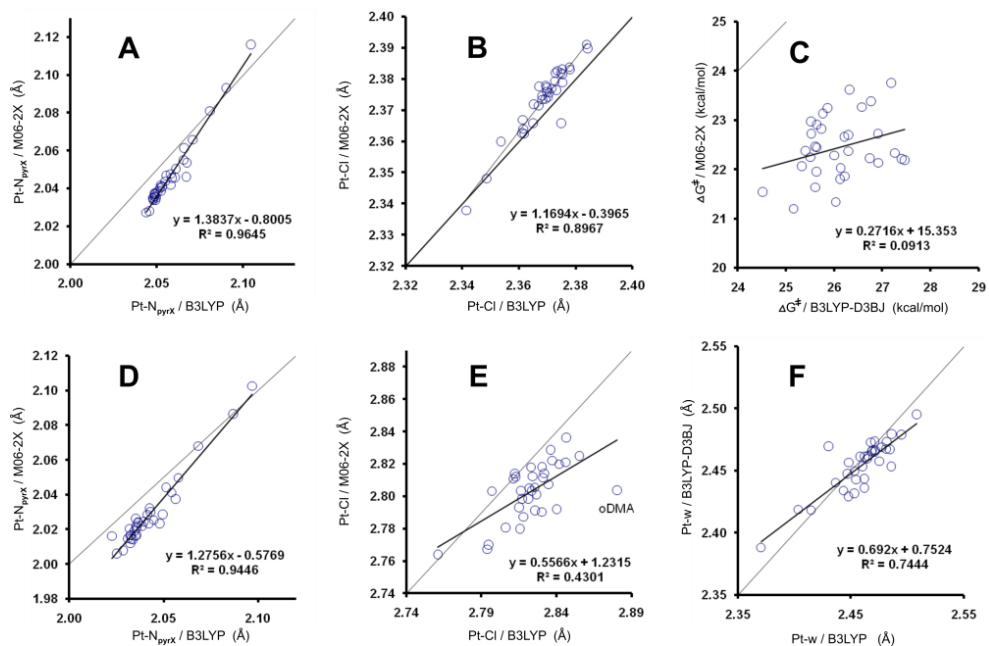 A
Pt-NpyrX / M06-2X (Å)
2.12
2.10
2.08
2.06
2.04
2.02
2.00
y = 1.3837x - 0.8005
R² = 0.9645
2.00 2.05 2.10
Pt-NpyrX / B3LYP (Å)
B
Pt-Cl / M06-2X (Å)
2.40
2.39
2.38
2.37
2.36
2.35
2.34
2.33
2.32
y = 1.1694x - 0.3965
R² = 0.8967
2.32 2.34 2.36 2.38 2.40
Pt-Cl / B3LYP (Å)
C
ΔG‡ / M06-2X (kcal/mol)
25
24
23
22
21
20
y = 0.2716x + 15.353
R² = 0.0913
24 25 26 27 28 29
ΔG‡ / B3LYP-D3BJ (kcal/mol)
D
Pt-NpyrX / M06-2X (Å)
2.12
2.10
2.08
2.06
2.04
2.02
2.00
1.98
y = 1.2756x - 0.5769
R² = 0.9446
2.00 2.05 2.10
Pt-NpyrX / B3LYP (Å)
E
Pt-Cl / M06-2X (Å)
2.88
2.86
2.84
2.82
2.80
2.78
2.76
2.74
oDMA
y = 0.5566x + 1.2315
R² = 0.4301
2.74 2.79 2.84 2.89
Pt-Cl / B3LYP (Å)
F
Pt-w / B3LYP-D3BJ (Å)
2.55
2.50
2.45
2.40
2.35
y = 0.692x + 0.7524
R² = 0.7444
2.35 2.45 2.55
Pt-w / B3LYP (Å)